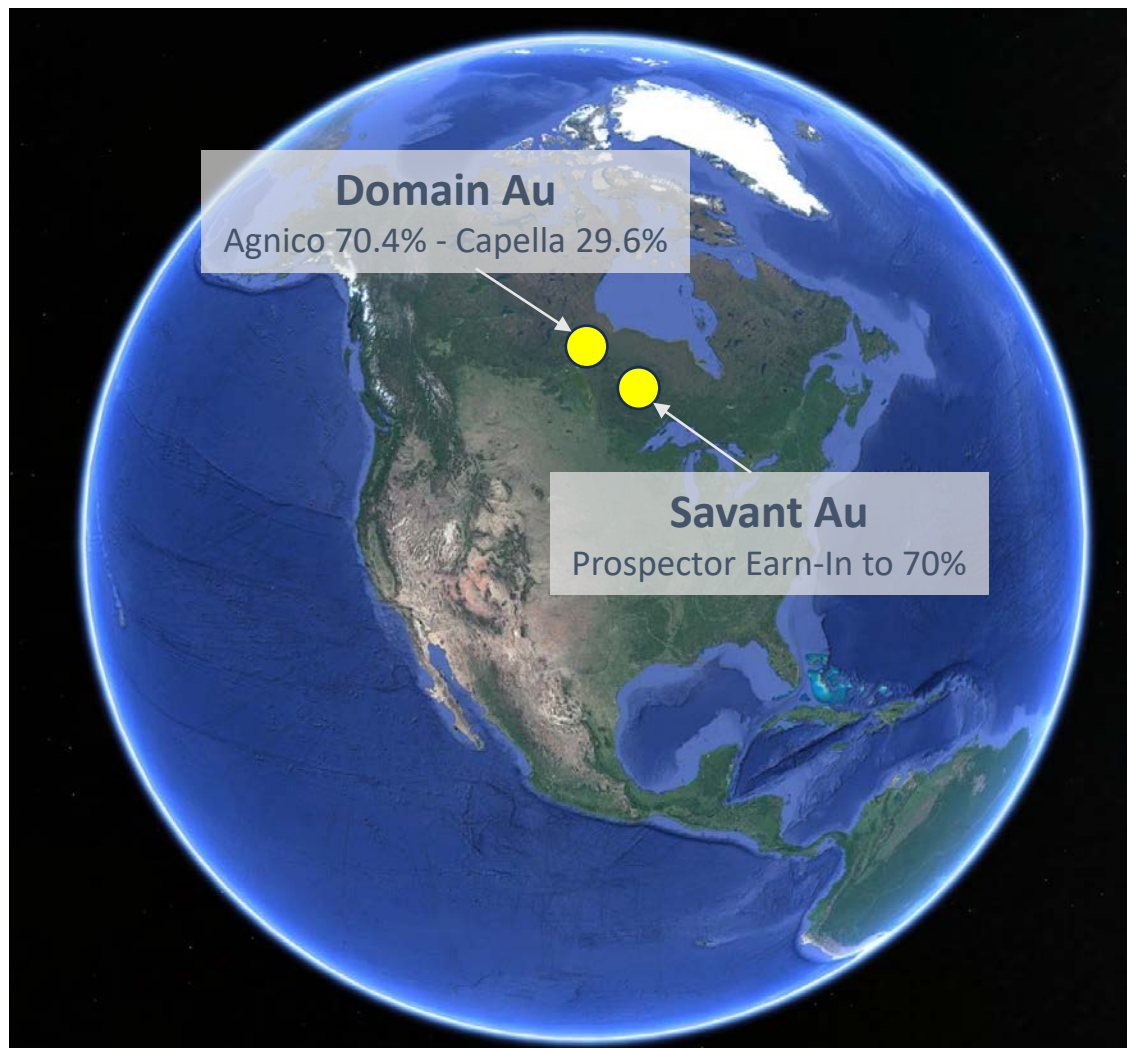 Domain Au
Agnico 70.4% - Capella 29.6%
Savant Au
Prospector Earn-In to 70%